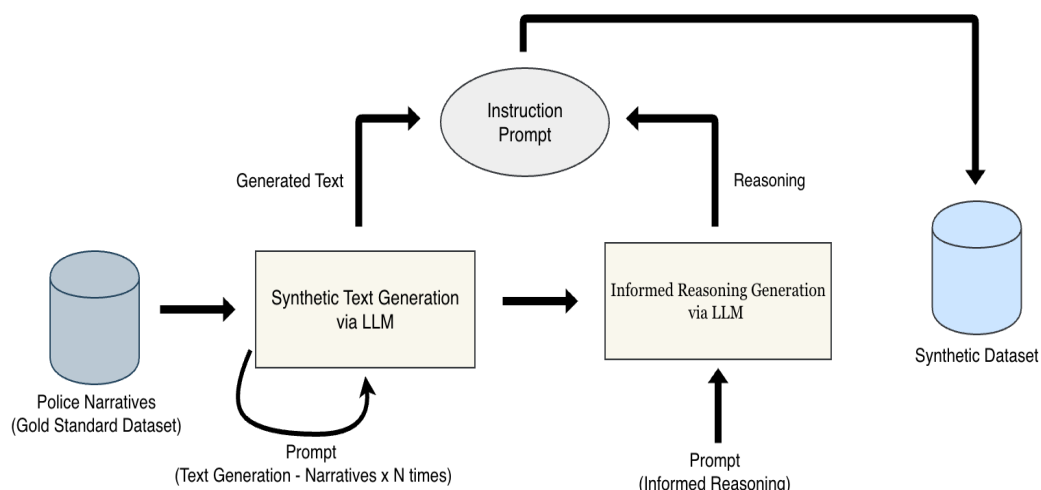 Instruction
Prompt
Generated Text
Reasoning
Synthetic Text Generation
via LLM
Informed Reasoning Generation
via LLM
Synthetic Dataset
Police Narratives
(Gold Standard Dataset)
Prompt
(Text Generation - Narratives x N times)
Prompt
(Informed Reasoning)